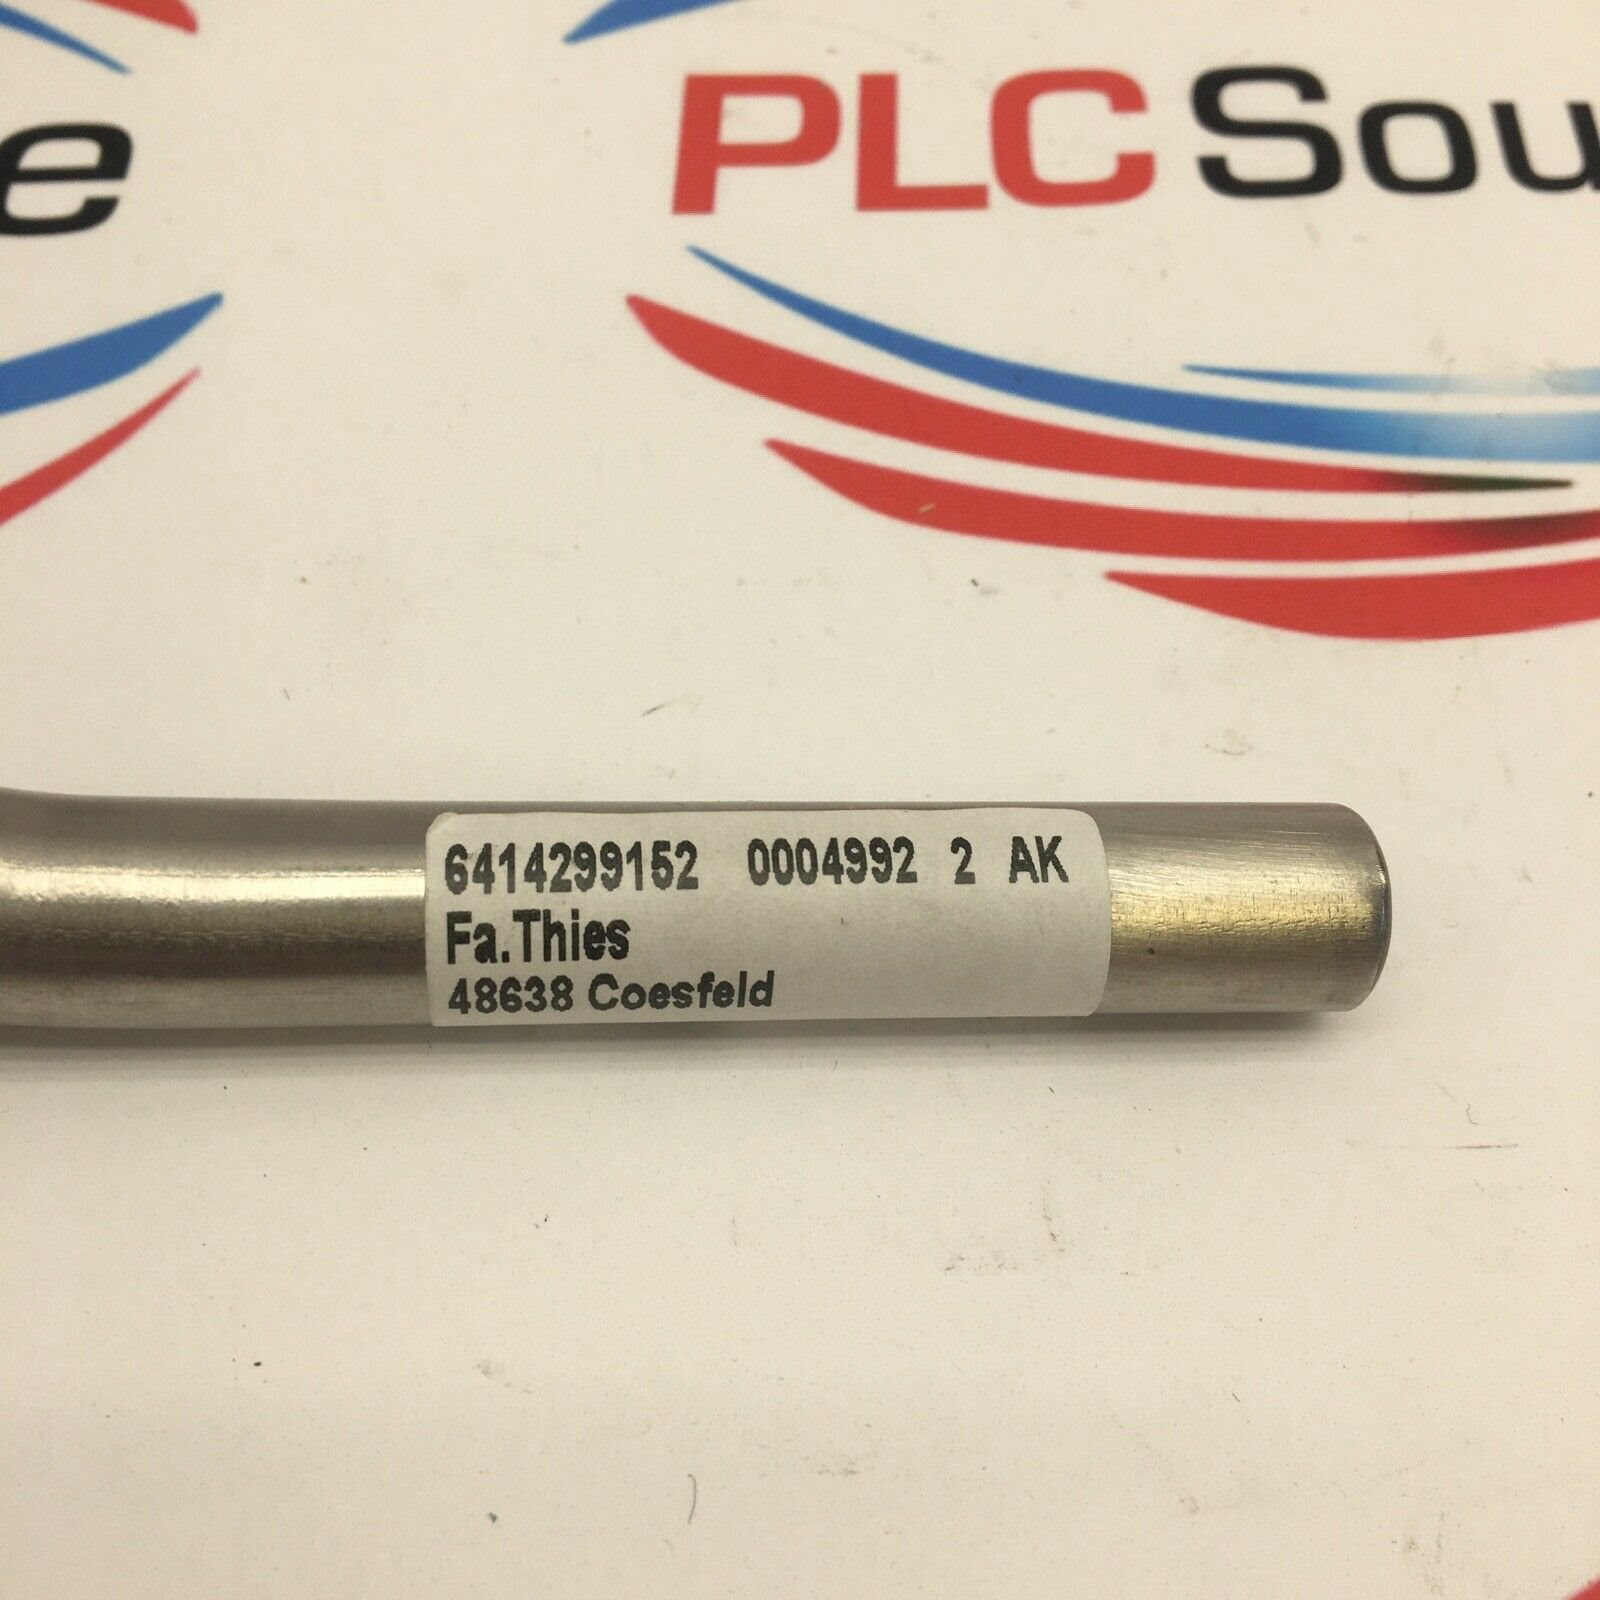 e
PLC Sou
6414299152 0004992 2 AK
Fa.Thies
48638 Coesfeld